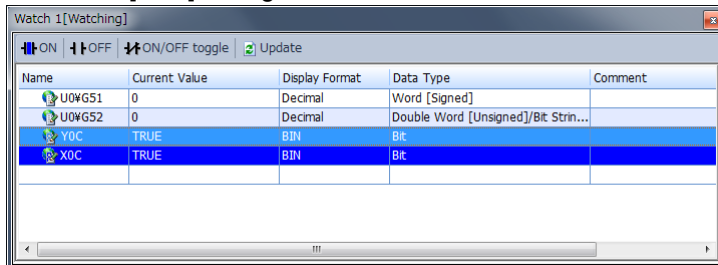 Watch 1[Watching]
ON OFF ON/OFF toggle Update
Name Current Value Display Format Data Type Comment
U0¥G51 0 Decimal Word [Signed]
U0¥G52 0 Decimal Double Word [Unsigned]/Bit Strin...
Y0C TRUE BIN Bit
X0C TRUE BIN Bit